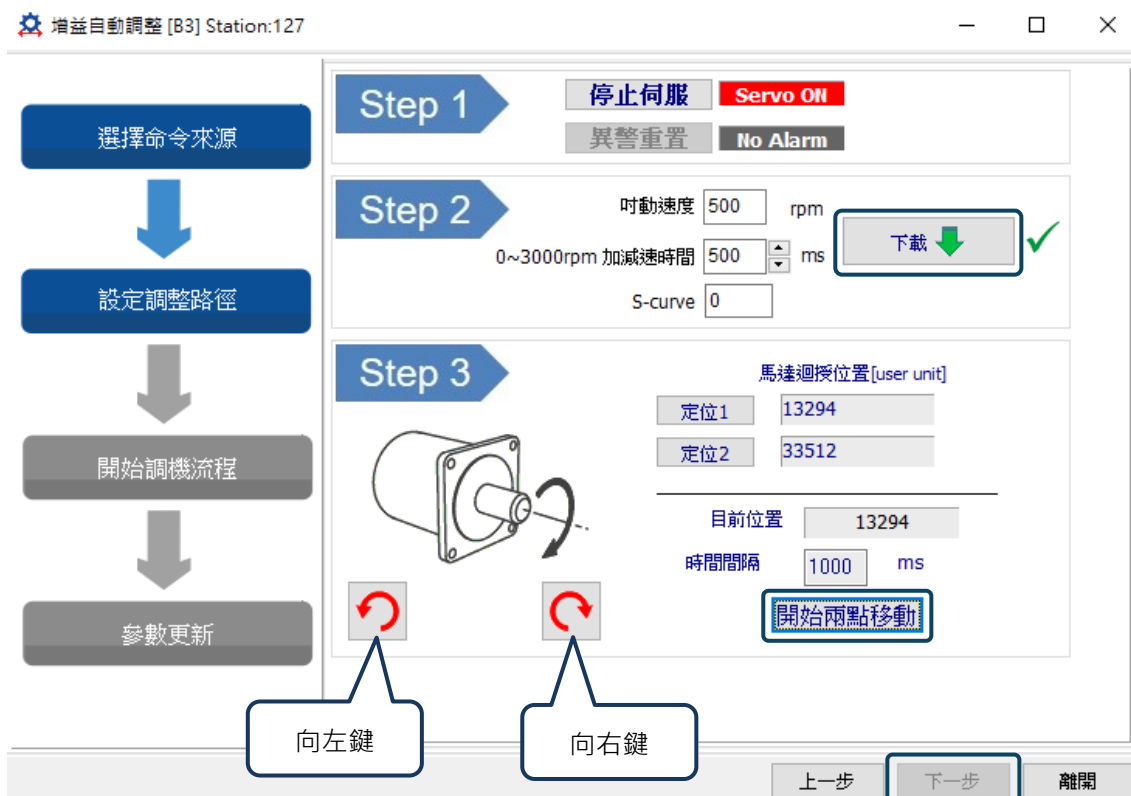 增益自動調整 [B3] Station:127
選擇命令來源
設定調整路徑
開始調機流程
參數更新
Step 1
停止伺服 Servo ON
異警重置 No Alarm
Step 2
吋動速度 500 rpm
0~3000rpm 加減速時間 500 ms
S-curve 0
下載
Step 3
馬達迴授位置[user unit]
定位1 13294
定位2 33512
目前位置 13294
時間間隔 1000 ms
開始兩點移動
向左鍵
向右鍵
上一步 下一步 離開